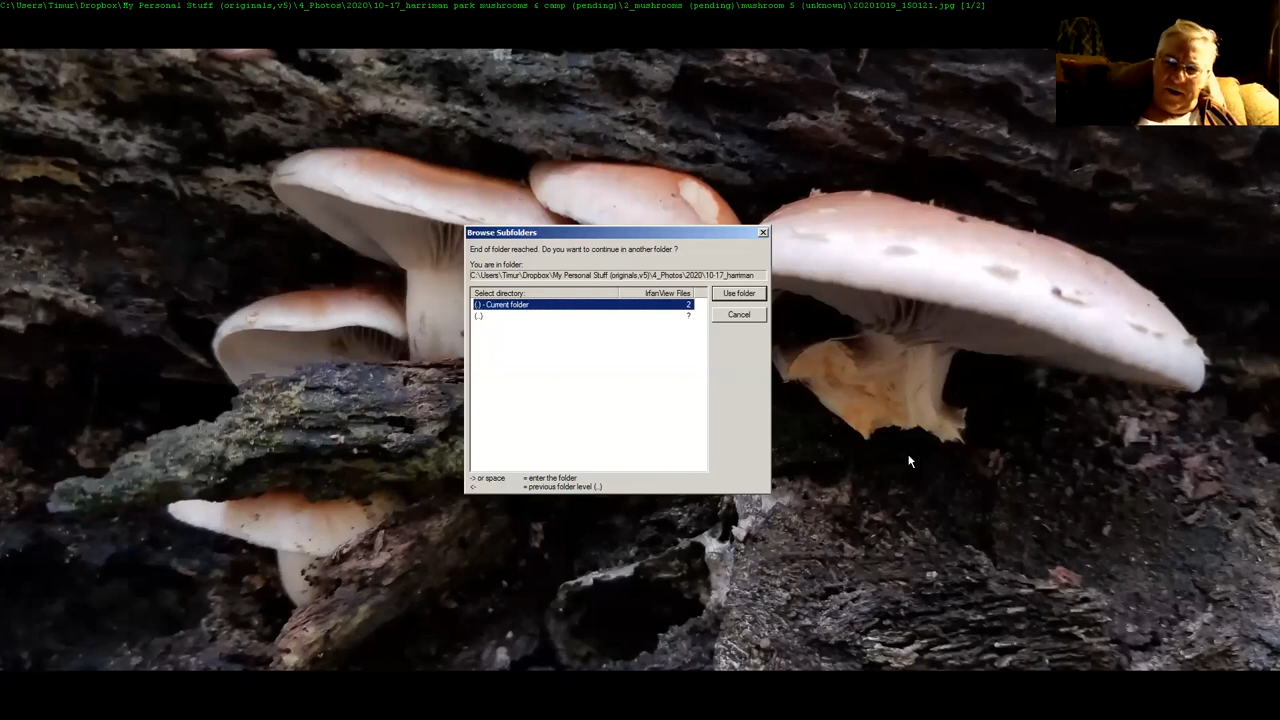 C:\Users\Timur\Dropbox\My Personal Stuff (originals,v5)\4_Photos\2020\10-17_harriman park mushrooms & camp (pending)\2_mushrooms (pending)\mushroom 5 (unknown)\20201019_150121.jpg [1/2]
Browse Subfolders
End of folder reached. Do you want to continue in another folder ?
You are in folder:
C:\Users\Timur\Dropbox\My Personal Stuff (originals,v5)\4_Photos\2020\10-17_harriman
Select directory: IrfanView Files Use folder
(.) - Current folder 2
(..) ? Cancel
-> or space = enter the folder
<- = previous folder level (..)